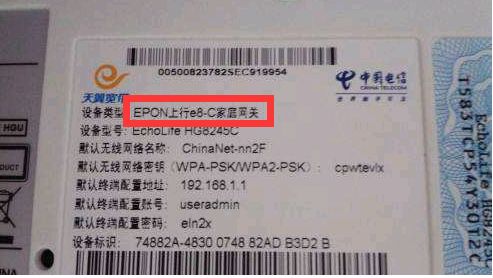 00500823782SEC919954
天翼宽带
中国电信
CHINA TELECOM
设备类型: EPON上行e8-C家庭网关
设备型号: EchoLife HG8245C
默认无线网络名称: ChinaNet-nn2F
默认无线网络密钥 (WPA-PSK/WPA2-PSK): cpwtevlx
默认终端配置地址: 192.168.1.1
默认终端配置账号: useradmin
默认终端配置密码: eln2x
设备标识: 74882A-4830 0748 82AD B3D2 B
HGU
CHINA